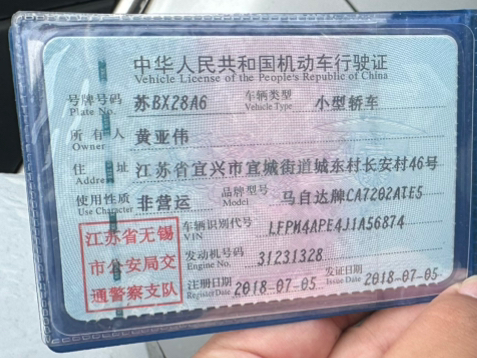 中华人民共和国机动车行驶证
Vehicle License of the People's Republic of China
号牌号码 苏BX28A6 车辆类型 小型轿车
Plate No. Vehicle Type
所有人 黄亚伟
Owner
住址 江苏省宜兴市宜城街道城东村长安村46号
Address
使用性质 非营运 品牌型号 马自达牌CA7202ATE5
Use Character Model
江苏省无锡
市公安局交
通警察支队
车辆识别代号 LFPM4APE4J1A56874
VIN
发动机号码 31231328
Engine No.
注册日期 2018-07-05 发证日期 2018-07-05
Register Date Issue Date